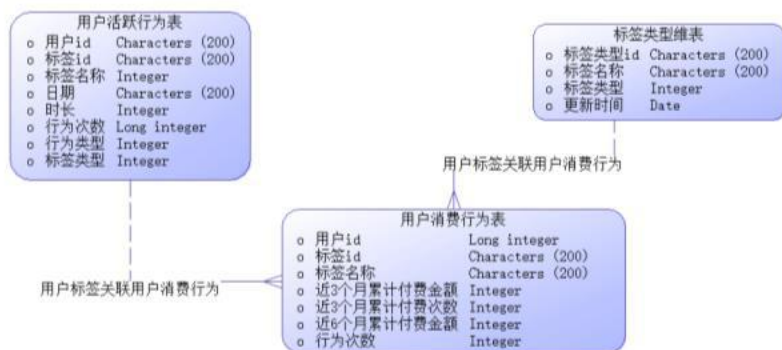 用户活跃行为表
o 用户id Characters (200)
o 标签id Characters (200)
o 标签名称 Integer
o 日期 Characters (200)
o 时长 Integer
o 行为次数 Long integer
o 行为类型 Integer
o 标签类型 Integer
标签类型维表
o 标签类型id Characters (200)
o 标签名称 Characters (200)
o 标签类型 Integer
o 更新时间 Date
用户标签关联用户消费行为
用户标签关联用户消费行为
用户消费行为表
o 用户id Long integer
o 标签id Characters (200)
o 标签名称 Characters (200)
o 近3个月累计付费金额 Integer
o 近3个月累计付费次数 Integer
o 近6个月累计付费金额 Integer
o 行为次数 Integer